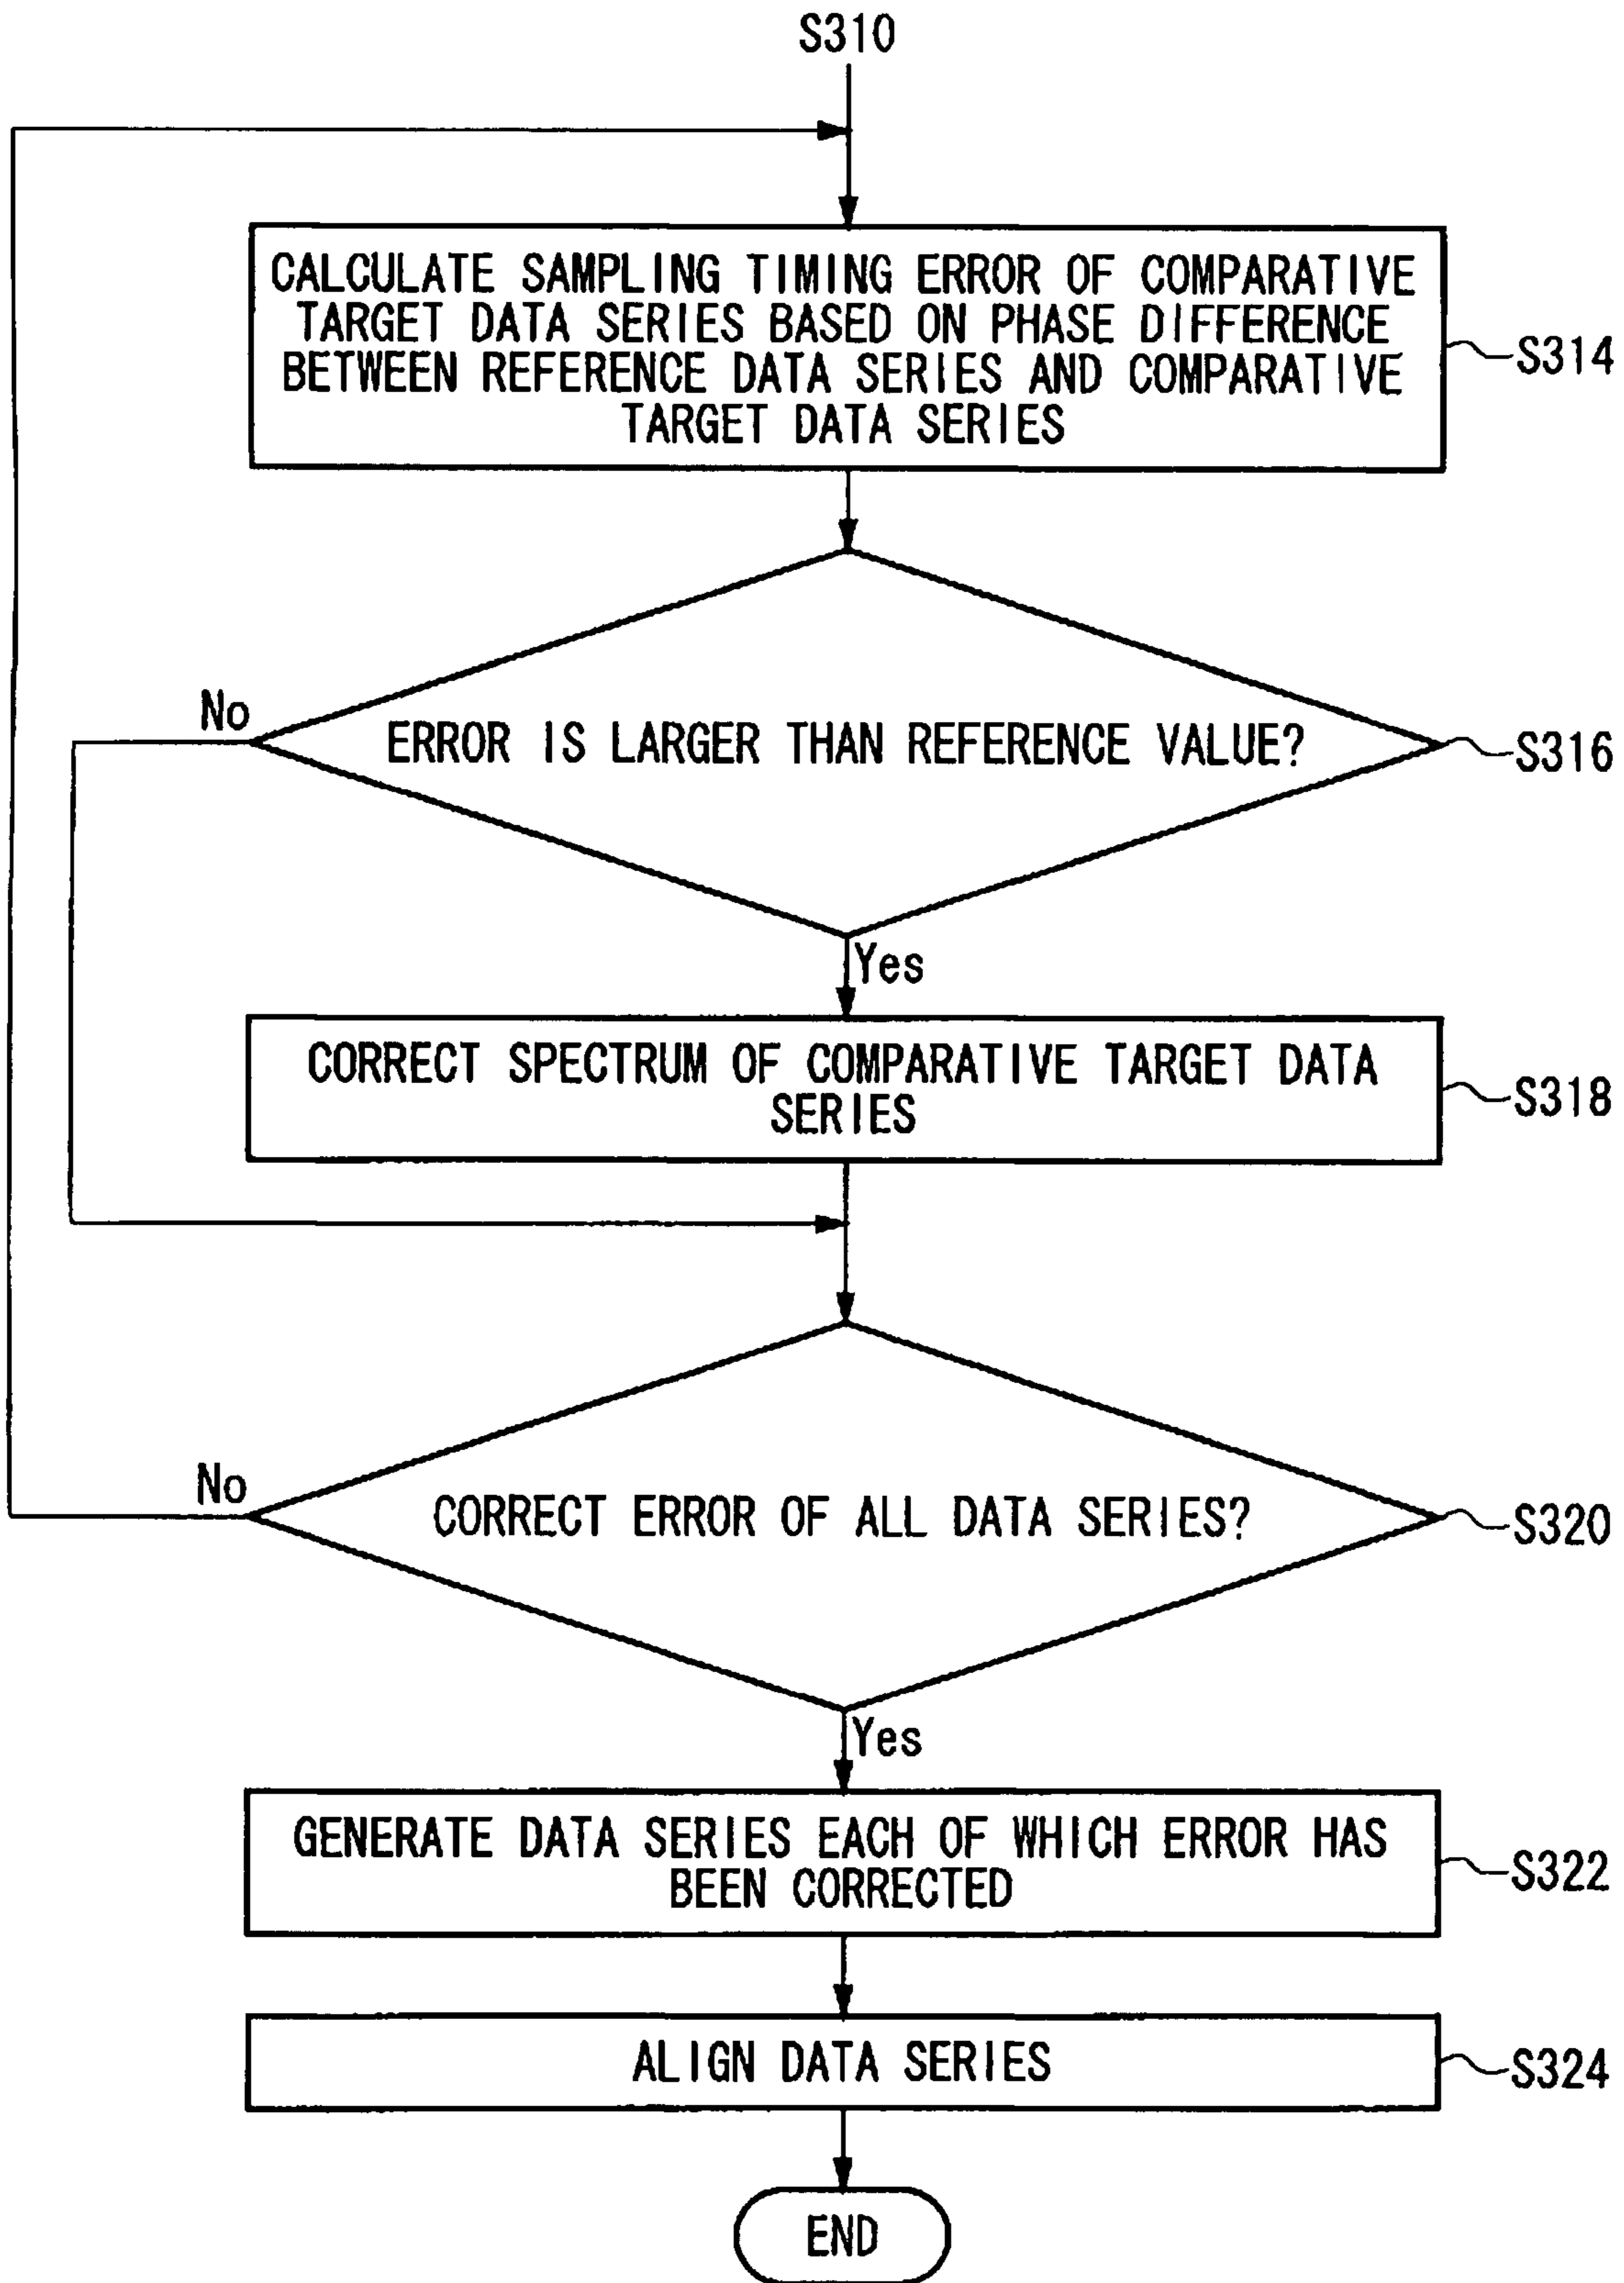 S310
CALCULATE SAMPLING TIMING ERROR OF COMPARATIVE
TARGET DATA SERIES BASED ON PHASE DIFFERENCE
BETWEEN REFERENCE DATA SERIES AND COMPARATIVE
TARGET DATA SERIES
S314
No
ERROR IS LARGER THAN REFERENCE VALUE?
S316
Yes
CORRECT SPECTRUM OF COMPARATIVE TARGET DATA
SERIES
S318
No
CORRECT ERROR OF ALL DATA SERIES?
S320
Yes
GENERATE DATA SERIES EACH OF WHICH ERROR HAS
BEEN CORRECTED
S322
ALIGN DATA SERIES
S324
END